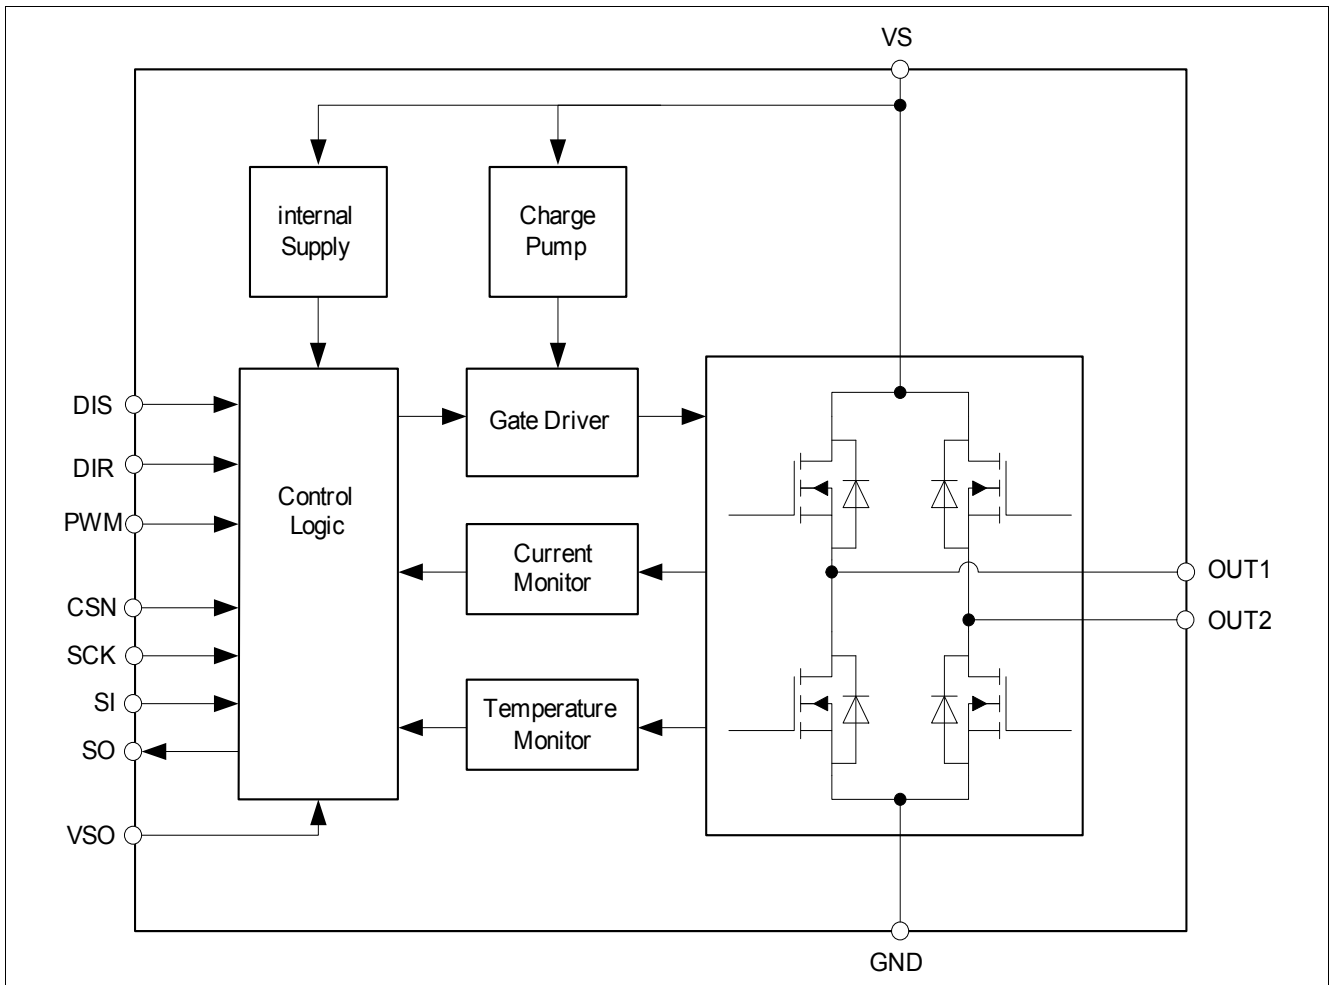 VS
internal
Supply
Charge
Pump
DIS
DIR
PWM
CSN
SCK
SI
SO
VSO
Control
Logic
Gate Driver
Current
Monitor
Temperature
Monitor
OUT1
OUT2
GND